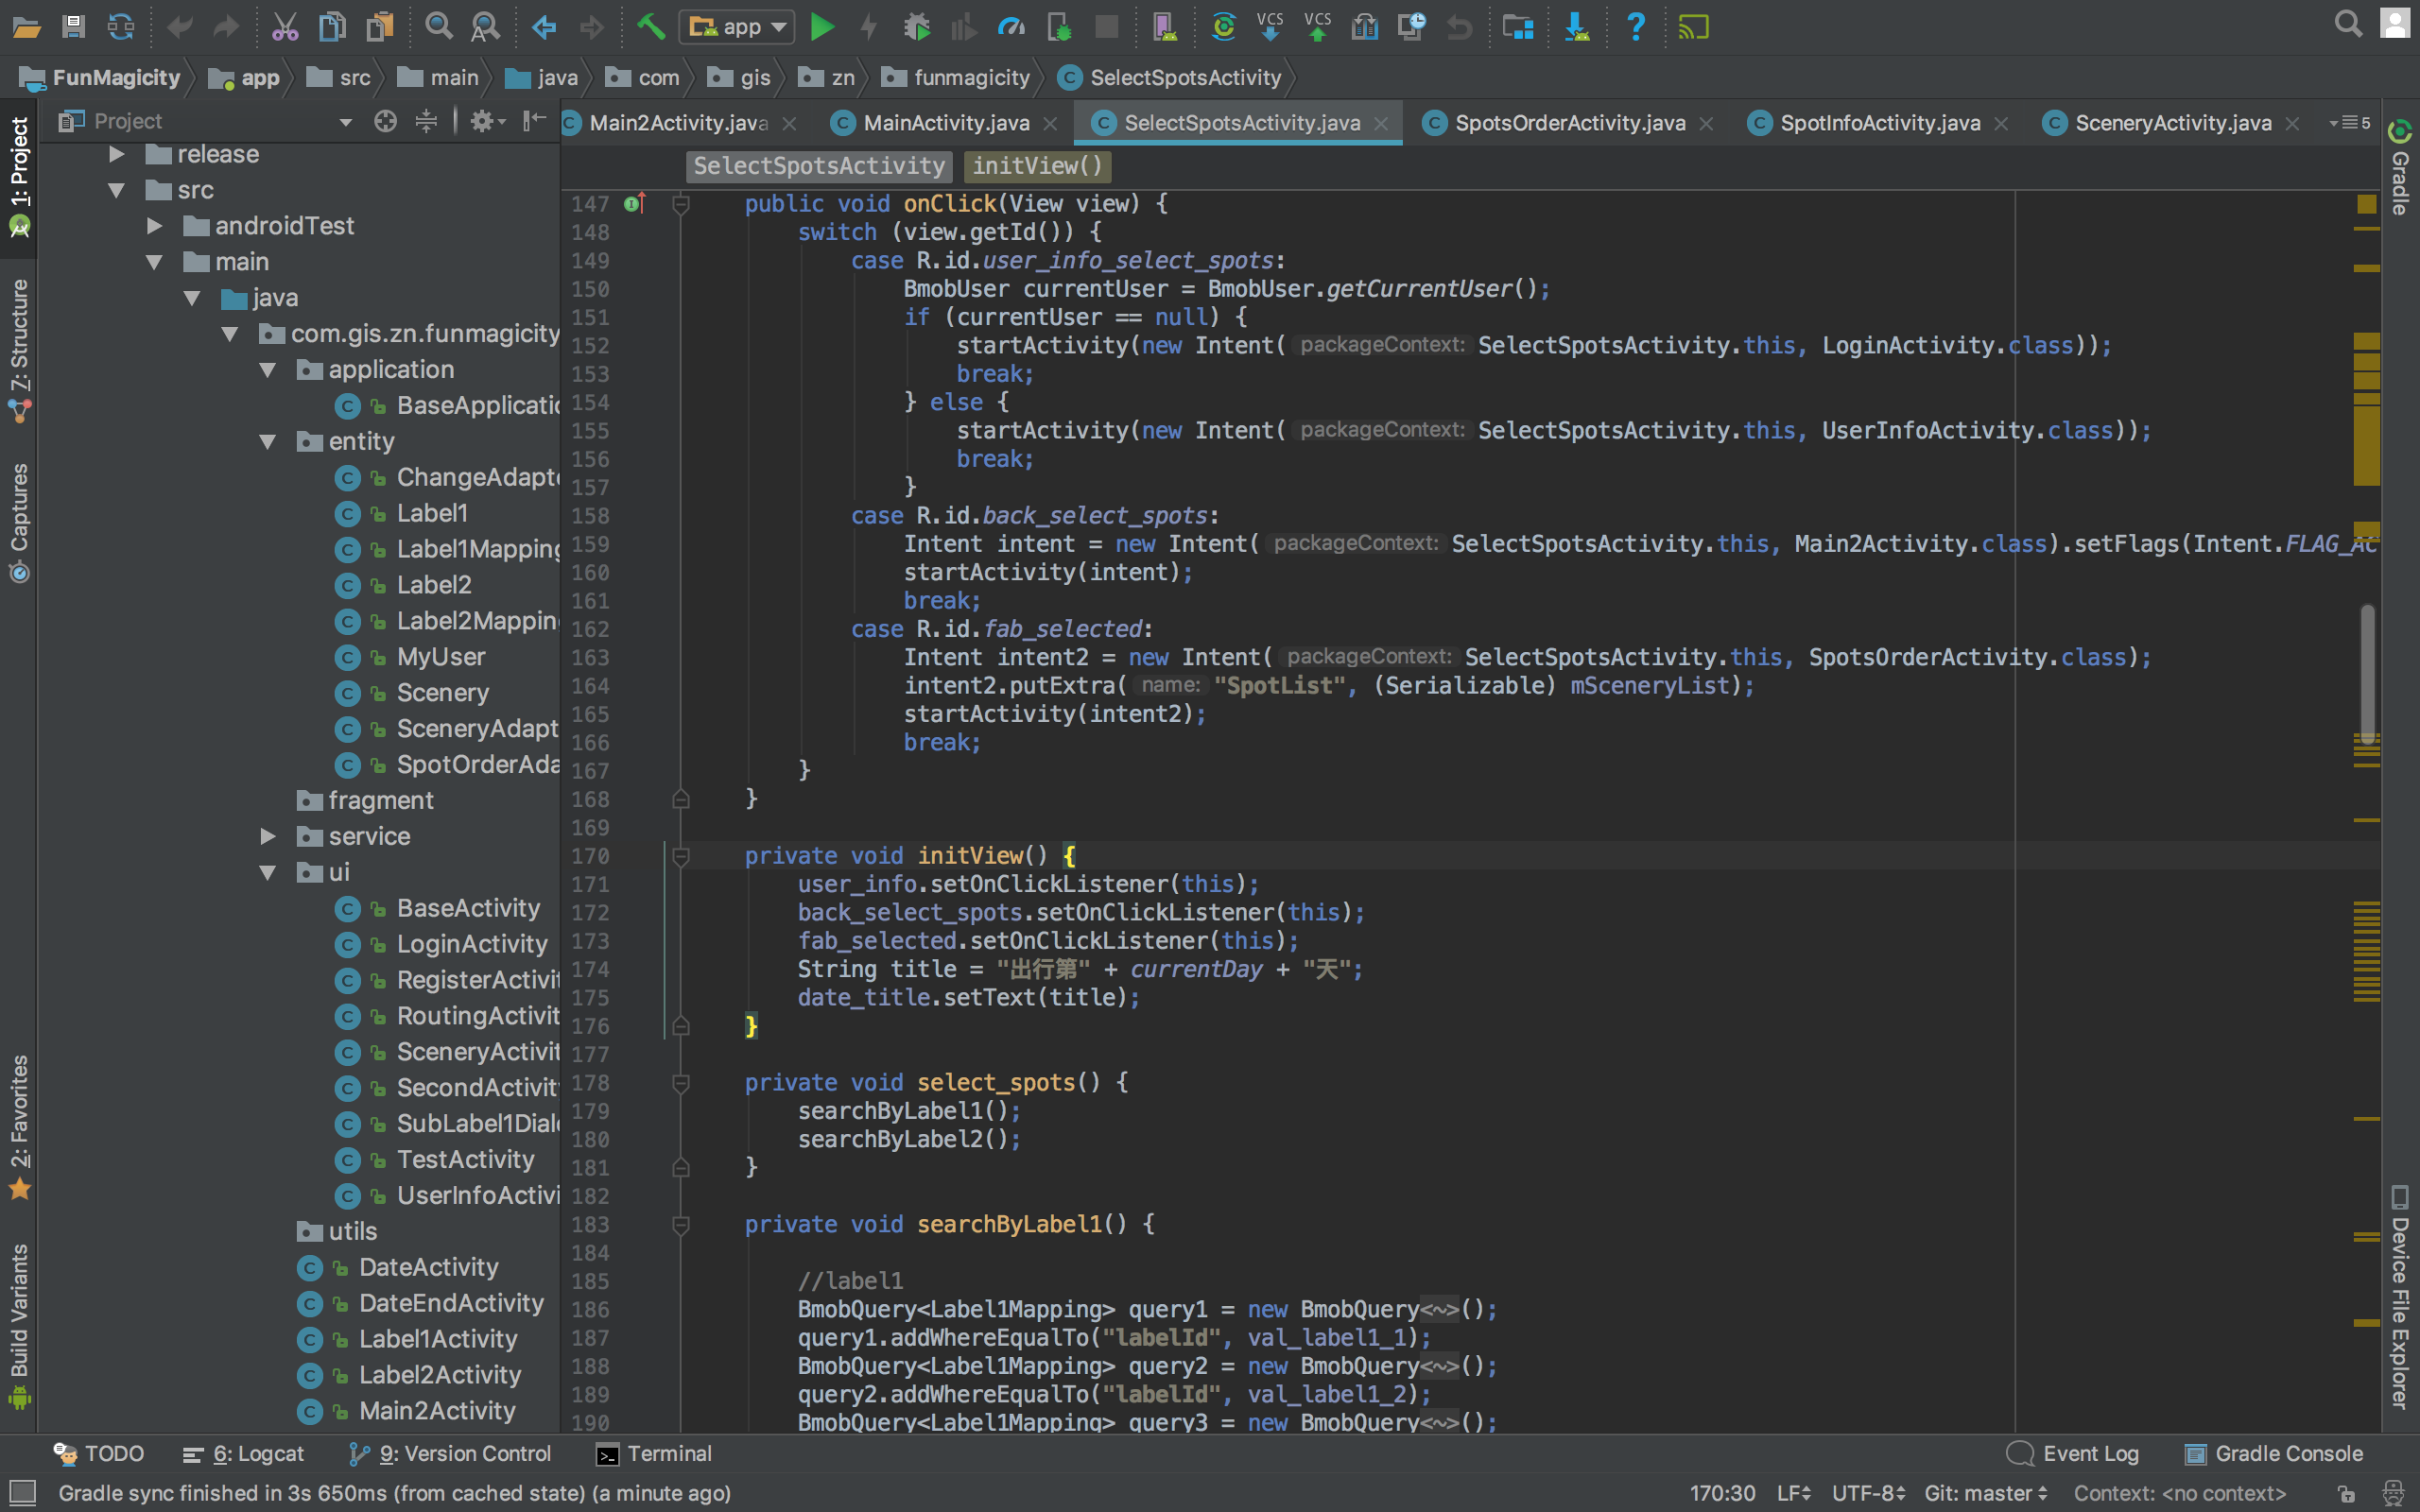 app
VCS VCS
FunMagicity app src main java com gis zn funmagicity SelectSpotsActivity
Project
Main2Activity.java MainActivity.java SelectSpotsActivity.java SpotsOrderActivity.java SpotInfoActivity.java SceneryActivity.java 5
SelectSpotsActivity initView()
1: Project
7: Structure
Captures
2: Favorites
Build Variants
release
src
androidTest
main
java
com.gis.zn.funmagicity
application
BaseApplicatio
entity
ChangeAdapte
Label1
Label1Mapping
Label2
Label2Mappin
MyUser
Scenery
SceneryAdapt
SpotOrderAda
fragment
service
ui
BaseActivity
LoginActivity
RegisterActivit
RoutingActivit
SceneryActivit
SecondActivit
SubLabel1Dial
TestActivity
UserInfoActivi
utils
DateActivity
DateEndActivity
Label1Activity
Label2Activity
Main2Activity
147 public void onClick(View view) {
148 switch (view.getId()) {
149 case R.id.user_info_select_spots:
150 BmobUser currentUser = BmobUser.getCurrentUser();
151 if (currentUser == null) {
152 startActivity(new Intent( packageContext: SelectSpotsActivity.this, LoginActivity.class));
153 break;
154 } else {
155 startActivity(new Intent( packageContext: SelectSpotsActivity.this, UserInfoActivity.class));
156 break;
157 }
158 case R.id.back_select_spots:
159 Intent intent = new Intent( packageContext: SelectSpotsActivity.this, Main2Activity.class).setFlags(Intent.FLAG_AC
160 startActivity(intent);
161 break;
162 case R.id.fab_selected:
163 Intent intent2 = new Intent( packageContext: SelectSpotsActivity.this, SpotsOrderActivity.class);
164 intent2.putExtra( name: "SpotList", (Serializable) mSceneryList);
165 startActivity(intent2);
166 break;
167 }
168 }
169
170 private void initView() {
171 user_info.setOnClickListener(this);
172 back_select_spots.setOnClickListener(this);
173 fab_selected.setOnClickListener(this);
174 String title = "出行第" + currentDay + "天";
175 date_title.setText(title);
176 }
177
178 private void select_spots() {
179 searchByLabel1();
180 searchByLabel2();
181 }
182
183 private void searchByLabel1() {
184
185 //label1
186 BmobQuery<Label1Mapping> query1 = new BmobQuery<~>();
187 query1.addWhereEqualTo("labelId", val_label1_1);
188 BmobQuery<Label1Mapping> query2 = new BmobQuery<~>();
189 query2.addWhereEqualTo("labelId", val_label1_2);
190 BmobQuery<Label1Mapping> query3 = new BmobQuery<~>();
Gradle
Device File Explorer
TODO 6: Logcat 9: Version Control Terminal Event Log Gradle Console
Gradle sync finished in 3s 650ms (from cached state) (a minute ago) 170:30 LF UTF-8 Git: master Context: <no context>